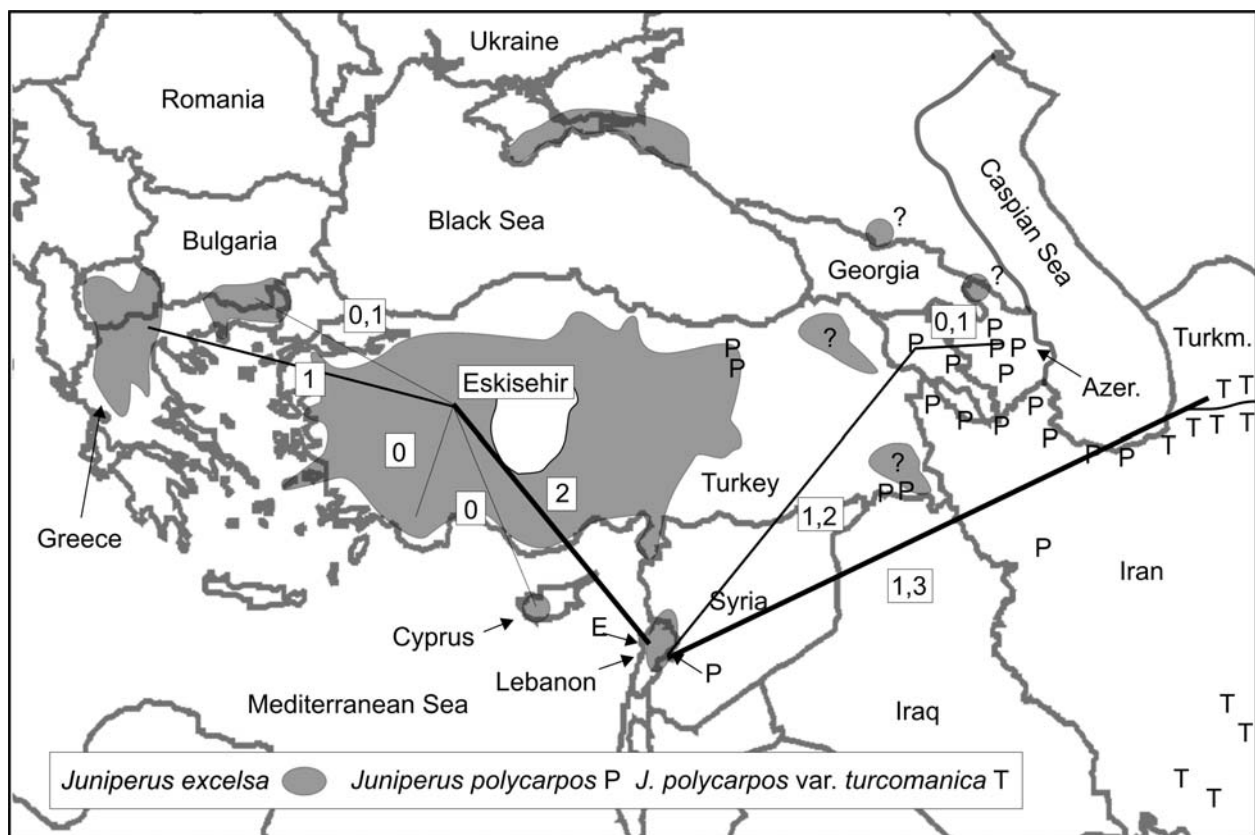 Ukraine
Romania
Caspian Sea
Black Sea
?
Bulgaria
Georgia
?
0,1
0,1
P
Turkm.
P
?
P
P P
P
P
1
Eskisehir
P
Azer.
T T
P
P
T T T
P
P
P
T
0
P
P P
?
2
Turkey
P P
0
1,2
Greece
P
Iran
1,3
Syria
Cyprus
E
Lebanon
P
Mediterranean Sea
Iraq
T
T
Juniperus excelsa Juniperus polycarpos P J. polycarpos var. turcomanica T
T
T
T